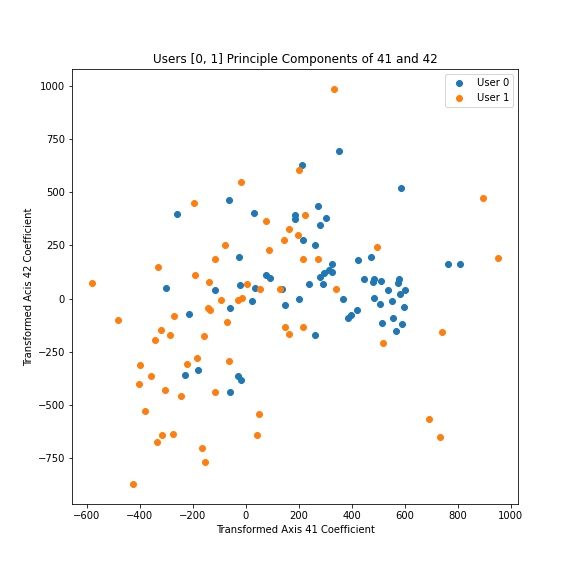 Users [0, 1] Principle Components of 41 and 42
User 0
User 1
1000
750
500
250
0
−250
−500
−750
Transformed Acis 42 Coefficient
−600 −400 −200 0 200 400 600 800 1000
Transformed Axis 41 Coefficient